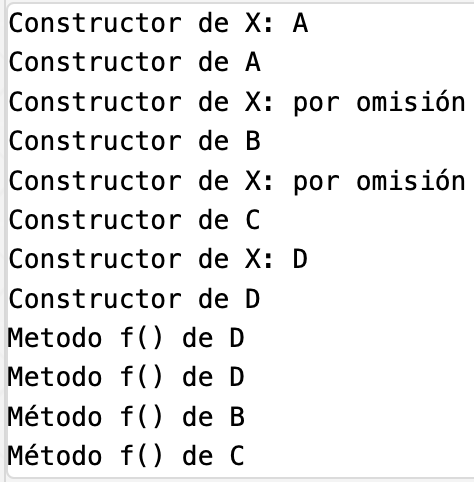 Constructor de X: A
Constructor de A
Constructor de X: por omisión
Constructor de B
Constructor de X: por omisión
Constructor de C
Constructor de X: D
Constructor de D
Metodo f() de D
Metodo f() de D
Método f() de B
Método f() de C